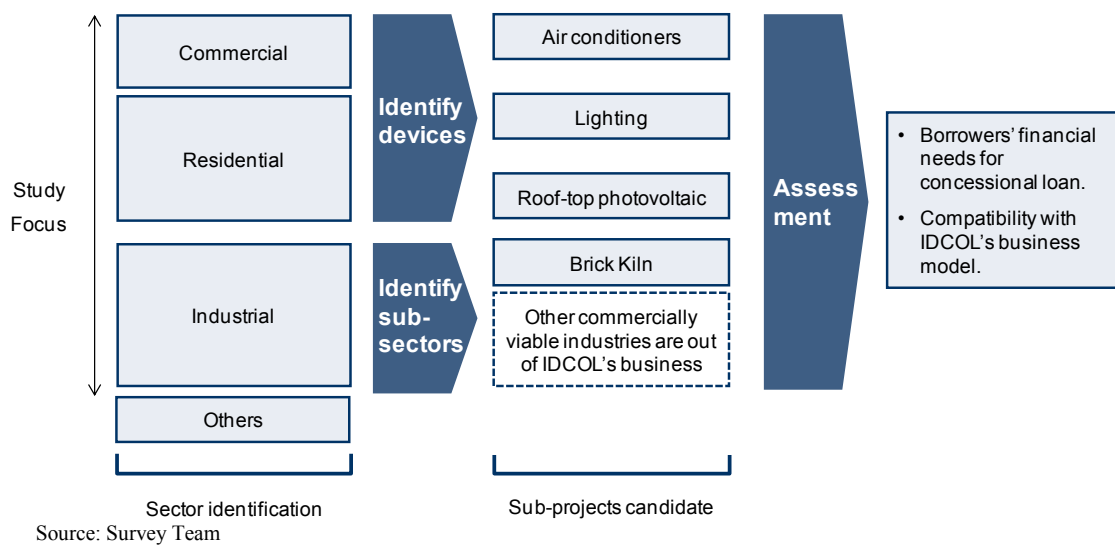 Study
Focus
Commercial
Residential
Industrial
Others
Sector identification
Identify
devices
Identify
sub-
sectors
Air conditioners
Lighting
Roof-top photovoltaic
Brick Kiln
Other commercially
viable industries are out
of IDCOL's business
Sub-projects candidate
Assess
ment
• Borrowers' financial
needs for
concessional loan.
• Compatibility with
IDCOL's business
model.
Source: Survey Team